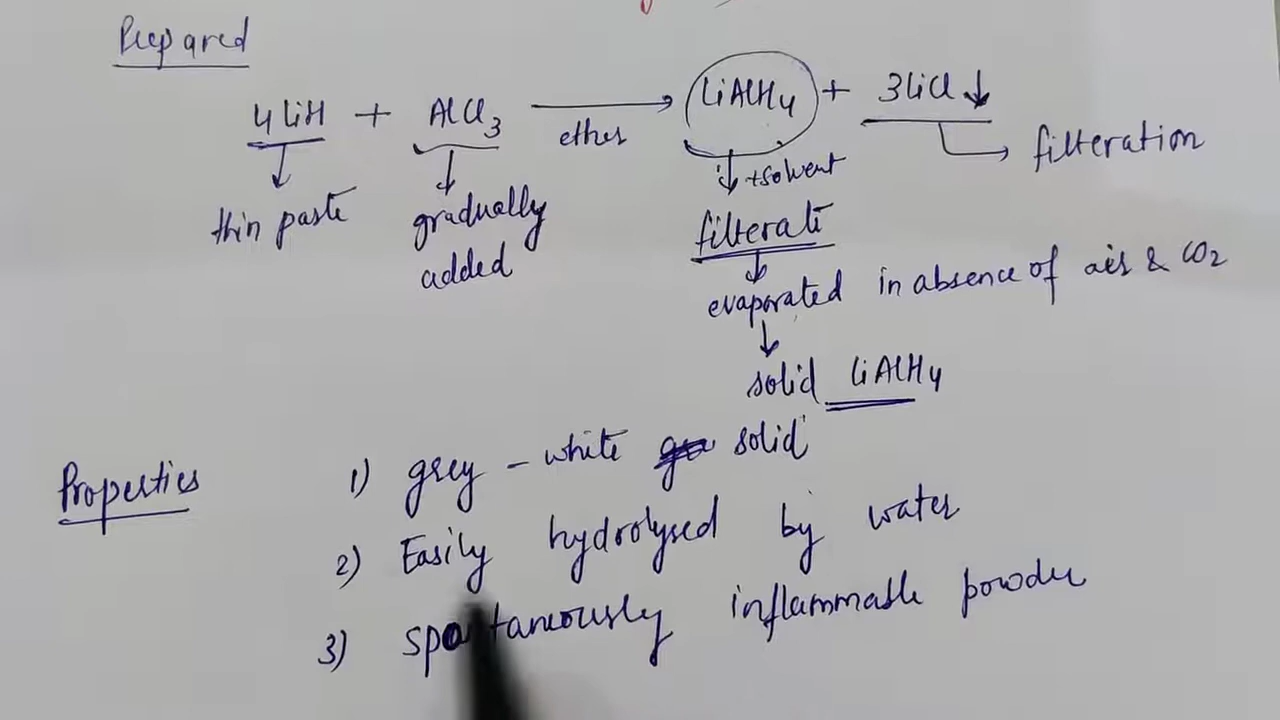 Prepared
4LiH + AlCl3 ⟶ LiAlH4 + 3LiCl↓
ether
filteration
+solvent
thin paste
gradually
added
filterate
evaporated in absence of air & CO2
solid LiAlH4
Properties
1) grey - white solid
2) Easily hydrolysed by water
3) spontaneously inflammable powder